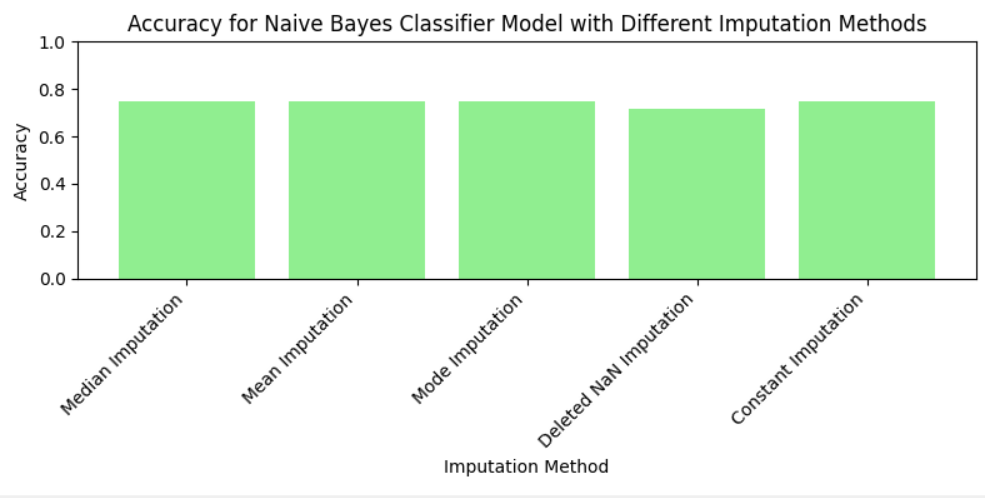 Accuracy for Naive Bayes Classifier Model with Different Imputation Methods
1.0
0.8
0.6
0.4
0.2
0.0
Accuracy
Median Imputation
Mean Imputation
Mode Imputation
Deleted NaN Imputation
Constant Imputation
Imputation Method